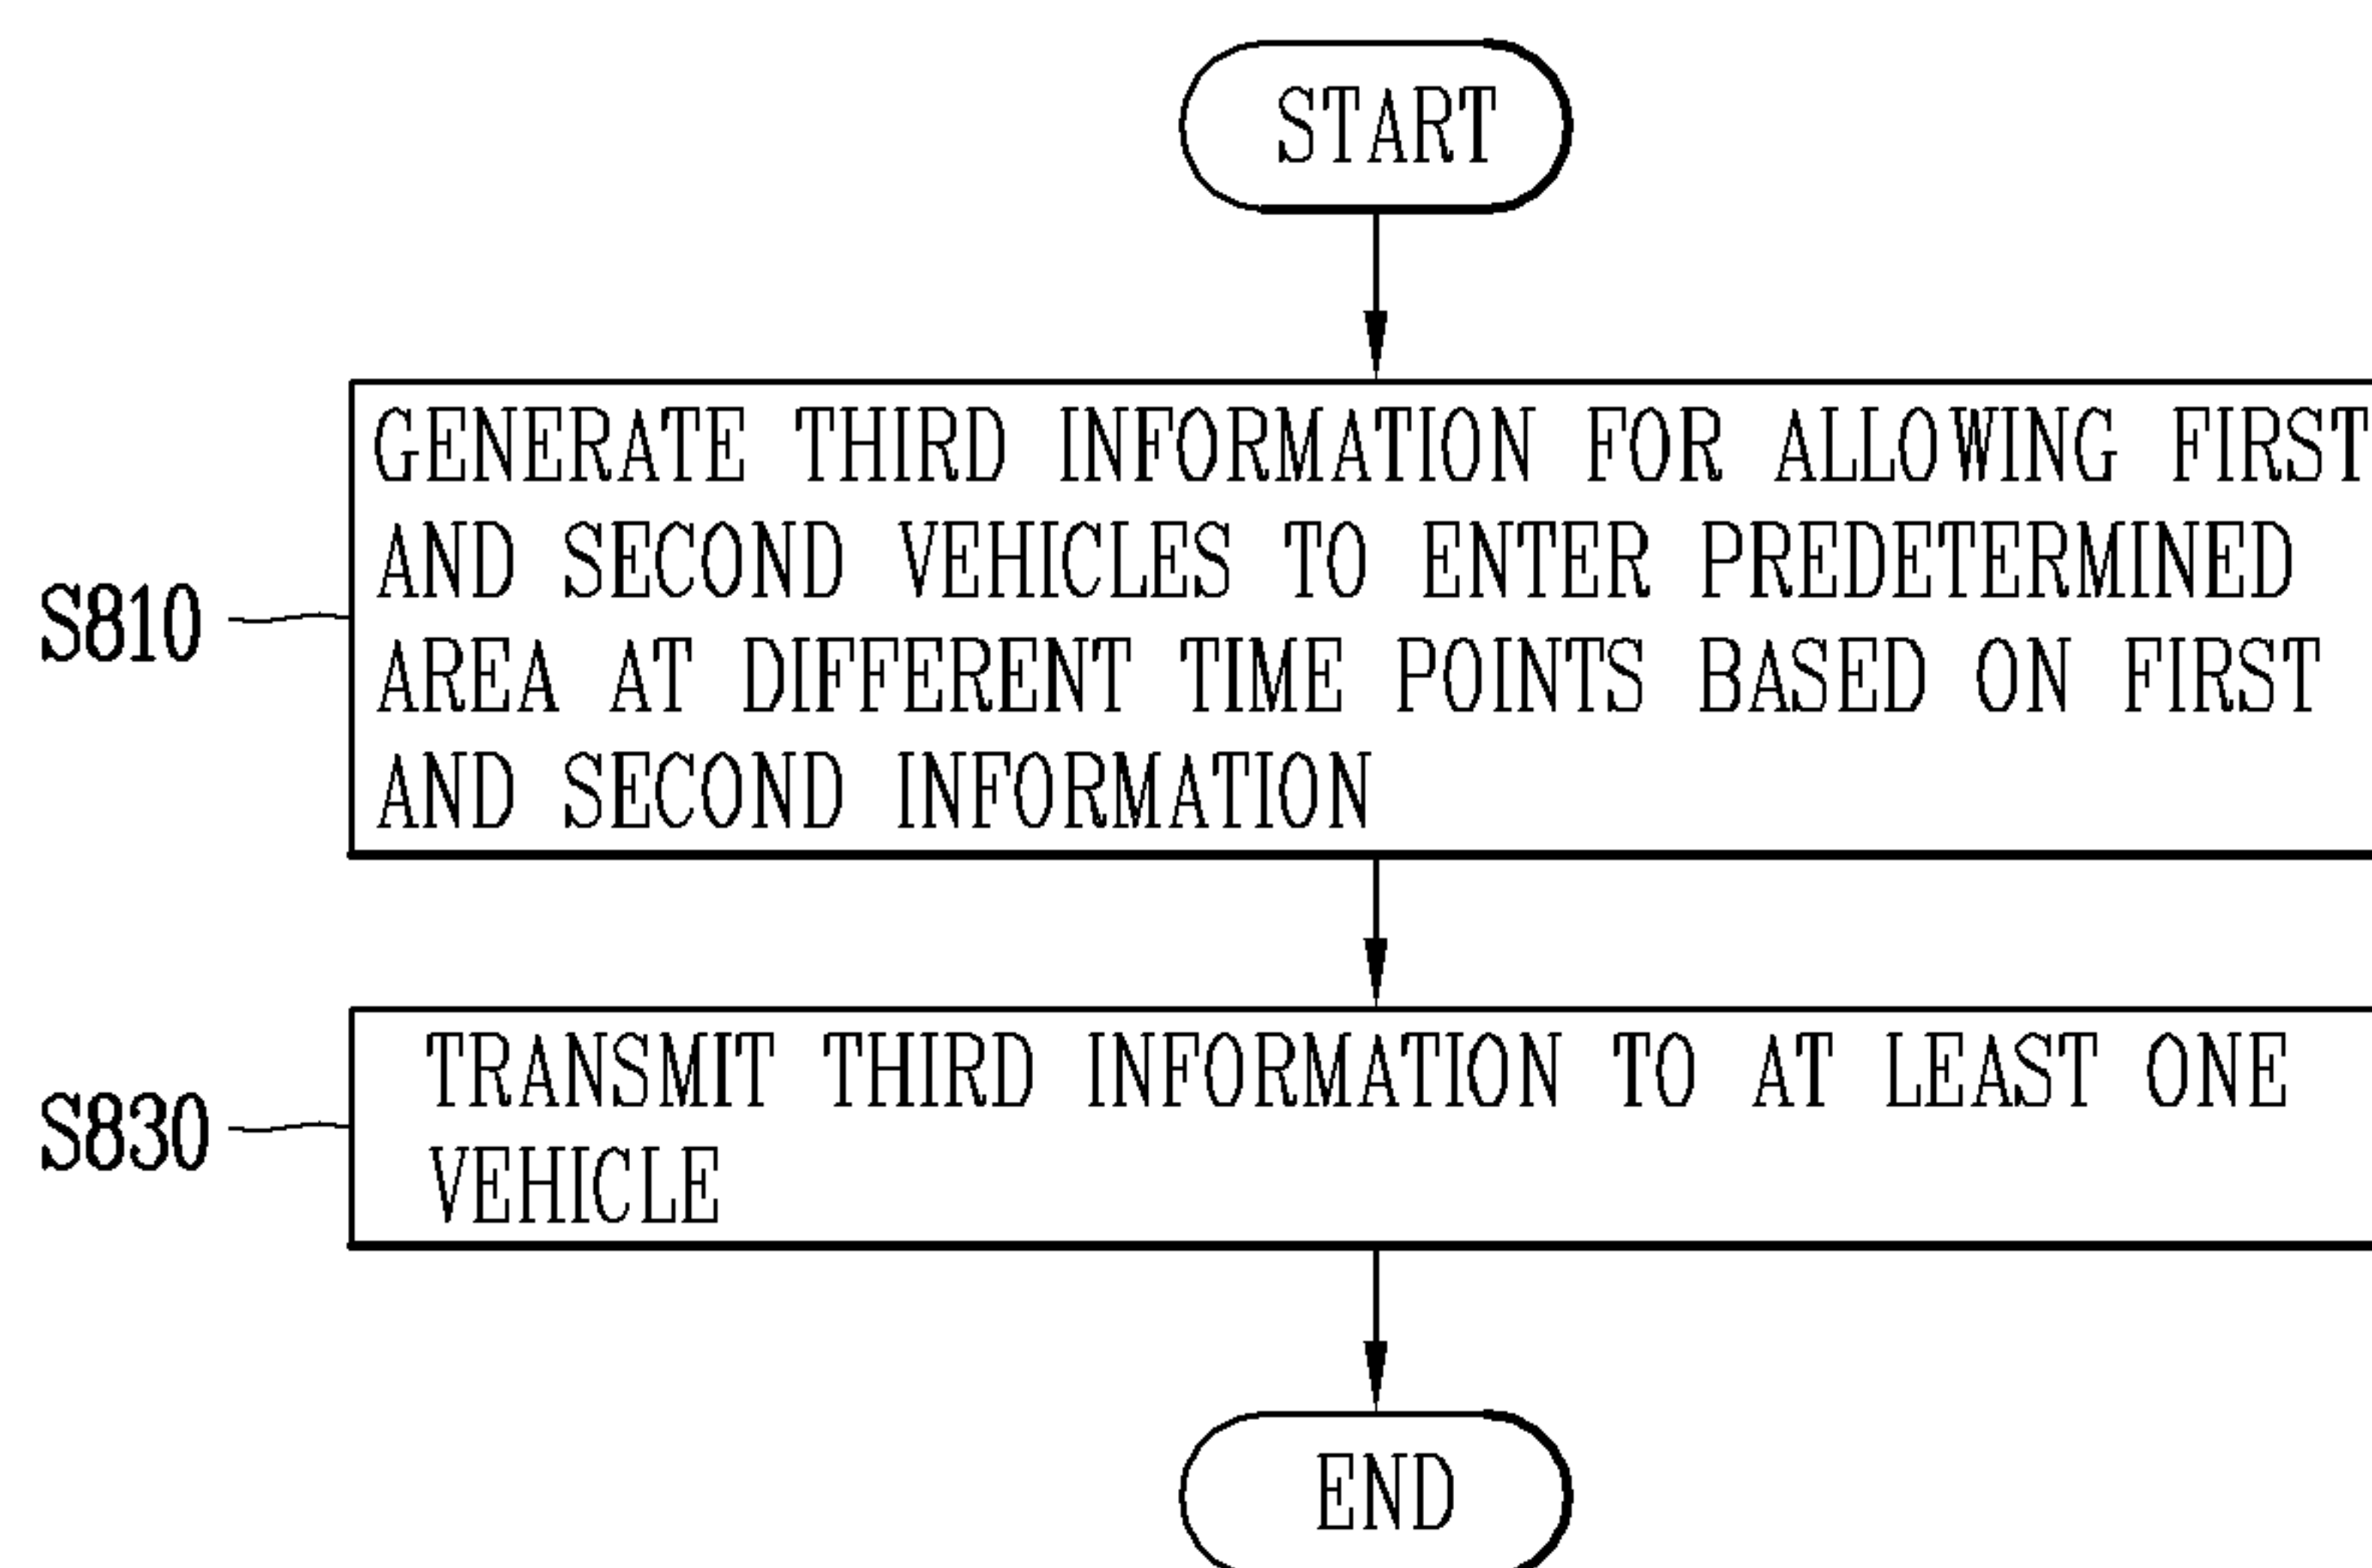 START
GENERATE THIRD INFORMATION FOR ALLOWING FIRST
AND SECOND VEHICLES TO ENTER PREDETERMINED
AREA AT DIFFERENT TIME POINTS BASED ON FIRST
AND SECOND INFORMATION
S810
TRANSMIT THIRD INFORMATION TO AT LEAST ONE
VEHICLE
S830
END